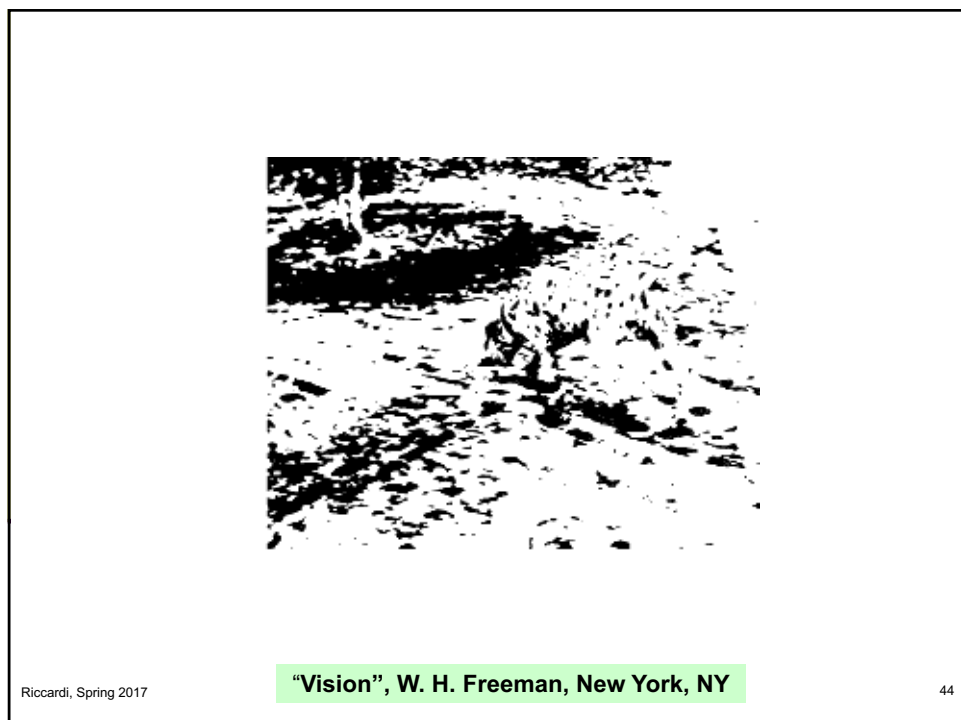 Riccardi, Spring 2017
“Vision”, W. H. Freeman, New York, NY
44